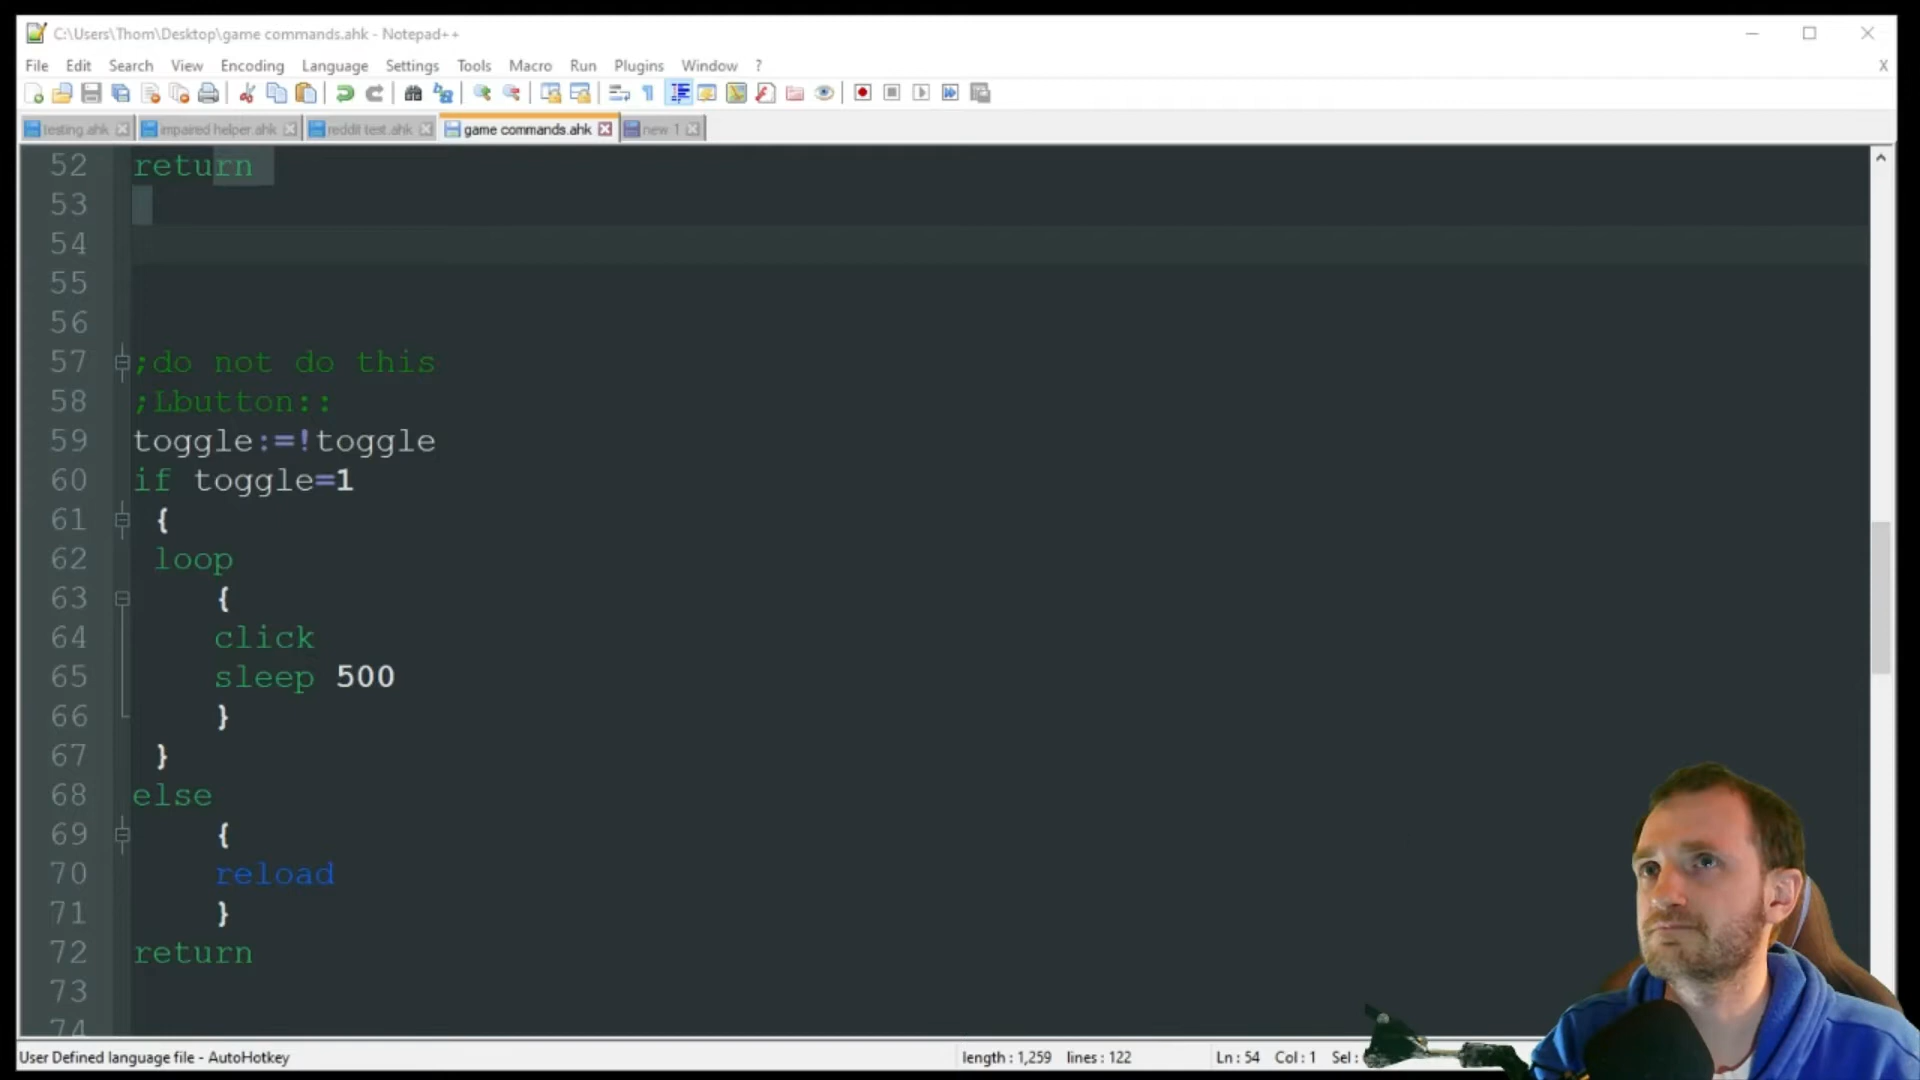 C:\Users\Thom\Desktop\game commands.ahk - Notepad++
File Edit Search View Encoding Language Settings Tools Macro Run Plugins Window ? X
testing.ahk impaired helper.ahk reddit test.ahk game commands.ahk new 1
52 return
53
54
55
56
57 ;do not do this
58 ;Lbutton::
59 toggle:=!toggle
60 if toggle=1
61 {
62 loop
63 {
64 click
65 sleep 500
66 }
67 }
68 else
69 {
70 reload
71 }
72 return
73
74
User Defined language file - AutoHotkey length : 1,259 lines : 122 Ln : 54 Col : 1 Sel :